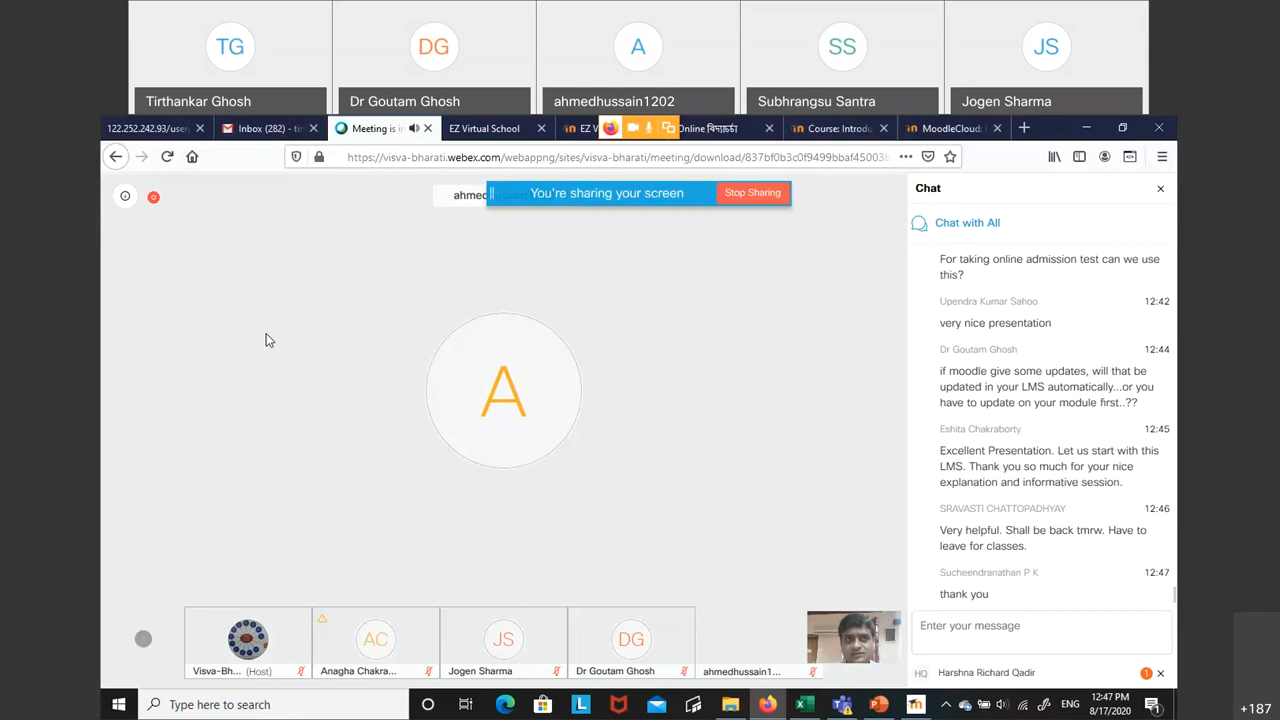 TG
DG
A
SS
JS
Tirthankar Ghosh
Dr Goutam Ghosh
ahmedhussain1202
Subhrangsu Santra
Jogen Sharma
122.252.242.93/user
Inbox (282) - ti
Meeting is in
EZ Virtual School
EZ V
Online বিদ্যাচর্চা
Course: Introdu
MoodleCloud:
https://visva-bharati.webex.com/webappng/sites/visva-bharati/meeting/download/837bf0b3c0f9499bbaf45003b
You're sharing your screen
Stop Sharing
Chat
Chat with All
For taking online admission test can we use
this?
Upendra Kumar Sahoo 12:42
very nice presentation
Dr Goutam Ghosh 12:44
if moodle give some updates, will that be
updated in your LMS automatically...or you
have to update on your module first..??
Eshita Chakraborty 12:45
Excellent Presentation. Let us start with this
LMS. Thank you so much for your nice
explanation and informative session.
SRAVASTI CHATTOPADHYAY 12:46
Very helpful. Shall be back tmrw. Have to
leave for classes.
Sucheendranathan P K 12:47
thank you
Enter your message
HQ Harshna Richard Qadir 1
A
AC
JS
DG
Visva-Bh... (Host)
Anagha Chakra...
Jogen Sharma
Dr Goutam Ghosh
ahmedhussain1...
Type here to search
ENG
12:47 PM
8/17/2020
+187